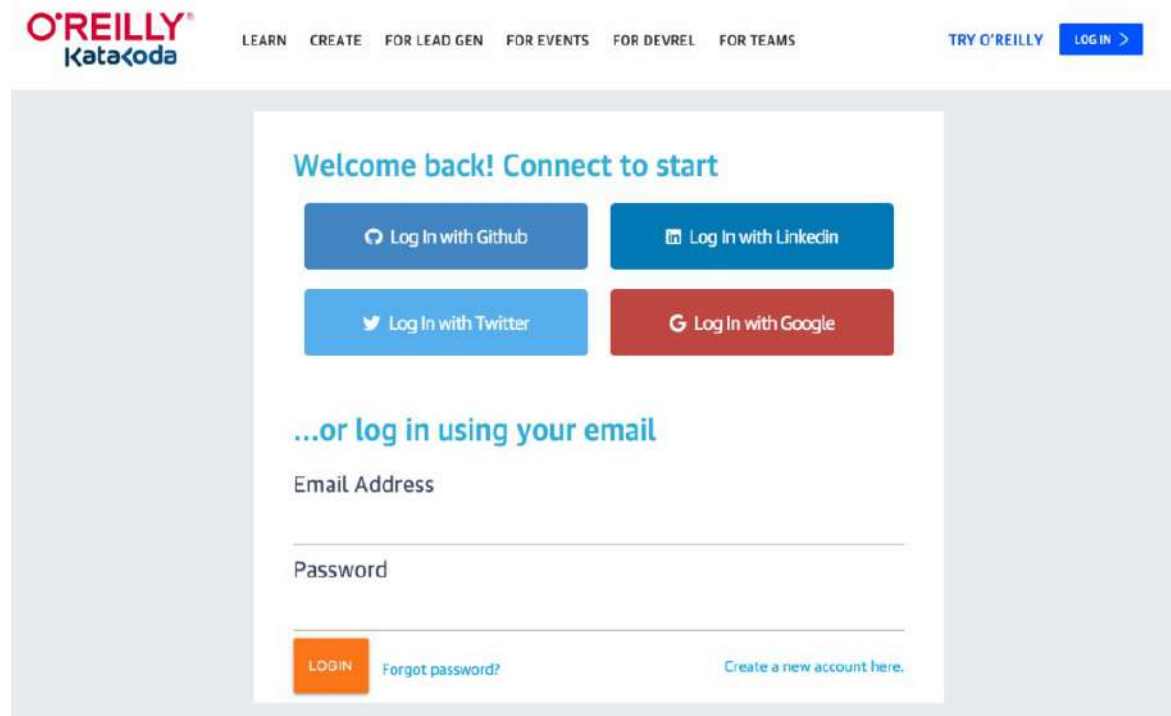 O'REILLY®
Katakoda
LEARN CREATE FOR LEAD GEN FOR EVENTS FOR DEVREL FOR TEAMS TRY O'REILLY LOG IN >
Welcome back! Connect to start
Log In with Github Log In with Linkedin
Log In with Twitter Log In with Google
...or log in using your email
Email Address
Password
LOGIN Forgot password? Create a new account here.